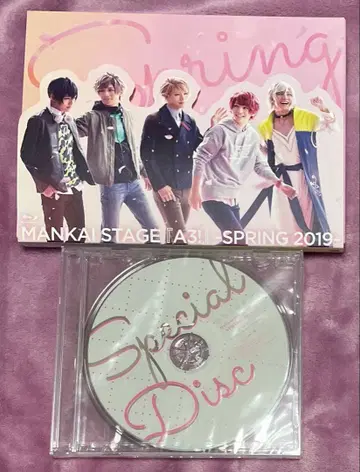 Spring
MANKAI STAGE『A3!』~SPRING 2019~
Special
Disc